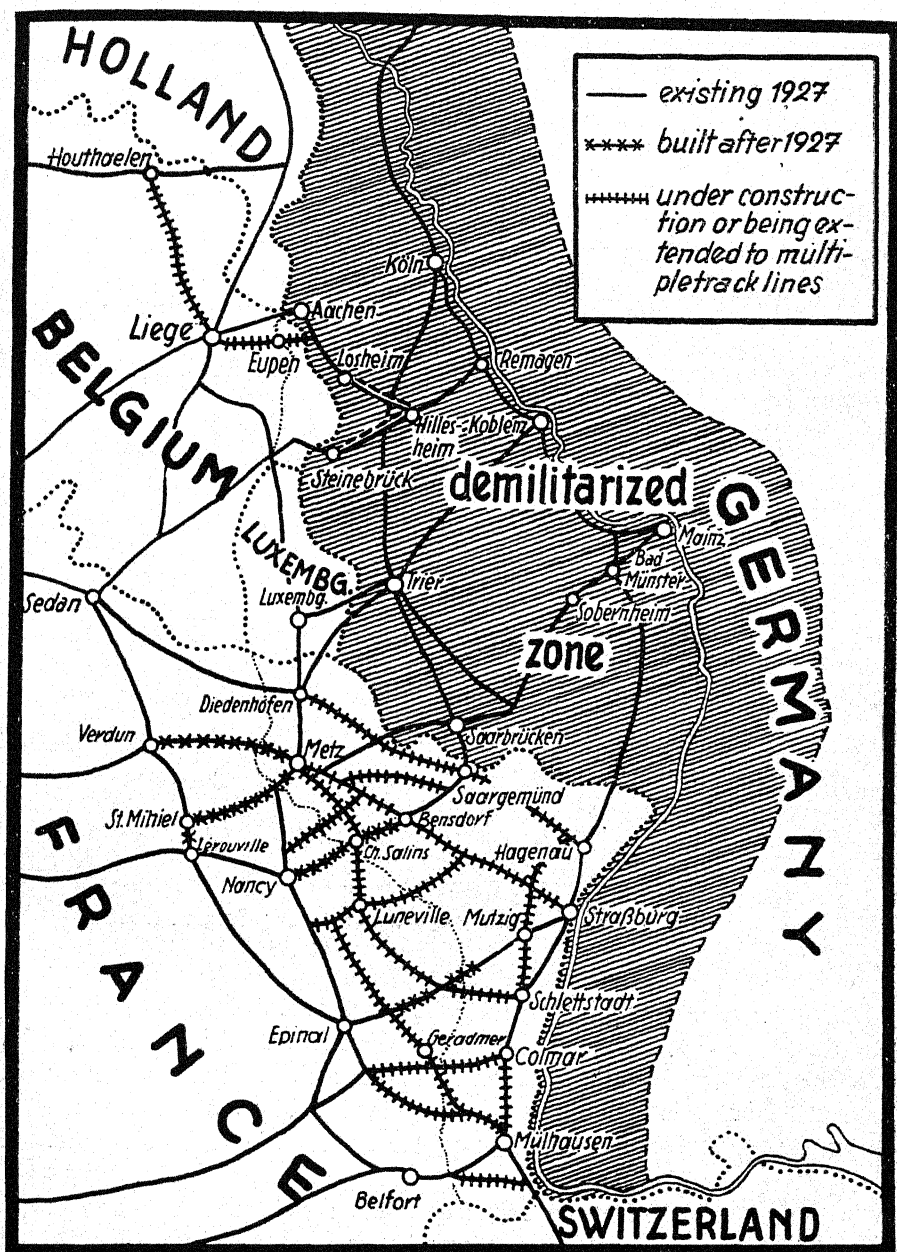 HOLLAND
existing 1927
built after 1927
under construc-
tion or being ex-
tended to multi-
pletrack lines
Houthaelen
Köln
Aachen
Liege
Eupen
Losheim
Remagen
BELGIUM
Hilles-
heim
Koblenz
Steinebrück
demilitarized
zone
GERMANY
Mainz
Bad
Münster
Sobernheim
LUXEMBG.
Luxembg.
Trier
Sedan
Diedenhofen
Verdun
Metz
Saarbrücken
Saargemünd
St. Mihiel
Bensdorf
Lerouville
Ch. Salins
Hagenau
Nancy
FRANCE
Luneville
Mutzig
Straßburg
Schlettstadt
Epinal
Geradmer
Colmar
Mülhausen
Belfort
SWITZERLAND